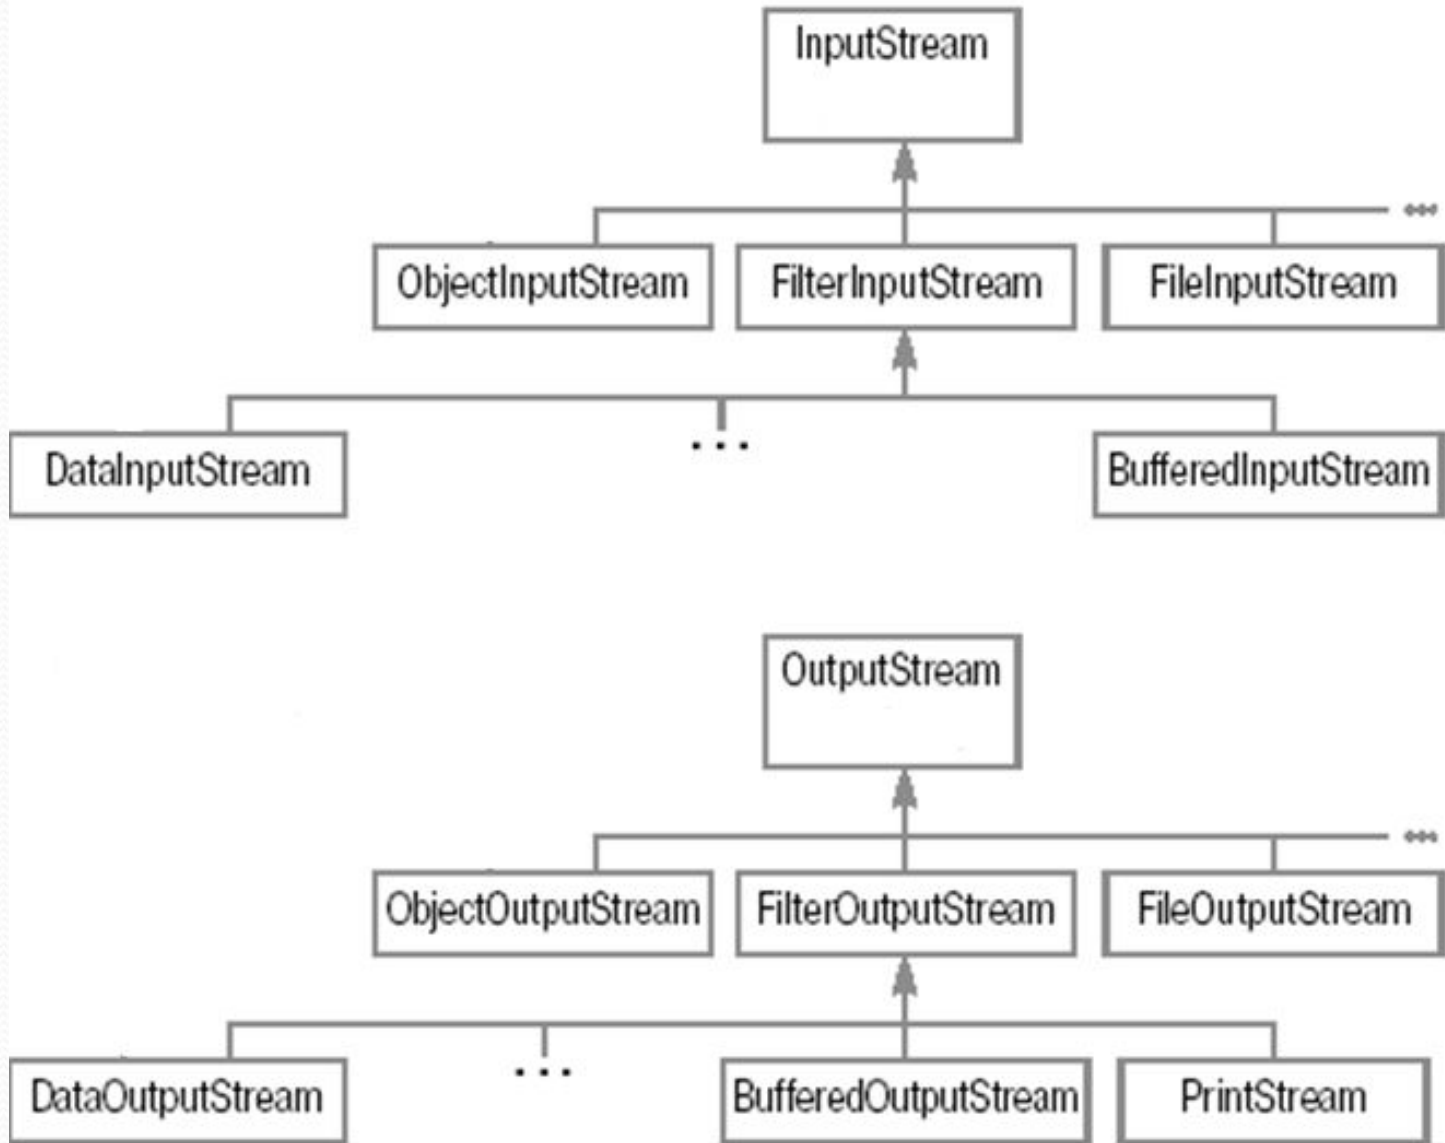 InputStream
...
ObjectInputStream FilterInputStream FileInputStream
...
DataInputStream BufferedInputStream
OutputStream
...
ObjectOutputStream FilterOutputStream FileOutputStream
...
DataOutputStream BufferedOutputStream PrintStream